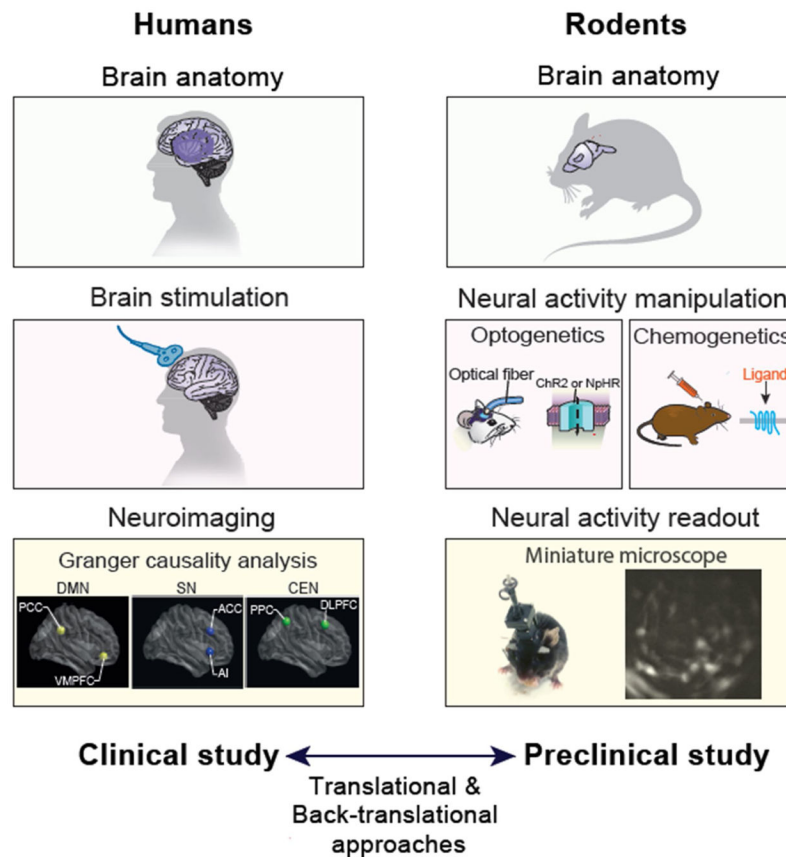 Humans
Rodents
Brain anatomy
Brain anatomy
Brain stimulation
Neural activity manipulation
Optogenetics
Chemogenetics
Optical fiber
ChR2 or NpHR
Ligand
Neuroimaging
Neural activity readout
Granger causality analysis
Miniature microscope
DMN
SN
CEN
PCC
VMPFC
ACC
AI
PPC
DLPFC
Clinical study
Preclinical study
Translational &
Back-translational
approaches